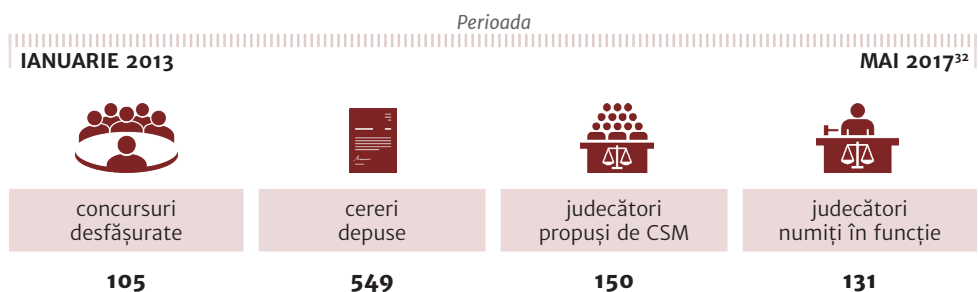 Perioada
IANUARIE 2013
MAI 2017³²
concursuri
desfășurate
cereri
depuse
judecători
propuși de CSM
judecători
numiți în funcție
105
549
150
131